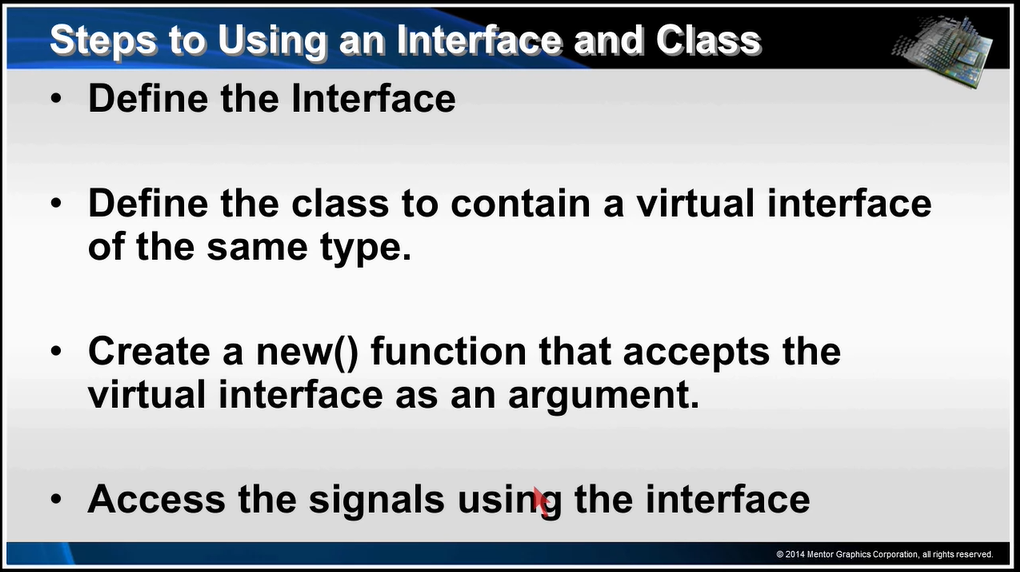 Steps to Using an Interface and Class
• Define the Interface
• Define the class to contain a virtual interface
of the same type.
• Create a new() function that accepts the
virtual interface as an argument.
• Access the signals using the interface
© 2014 Mentor Graphics Corporation, all rights reserved.